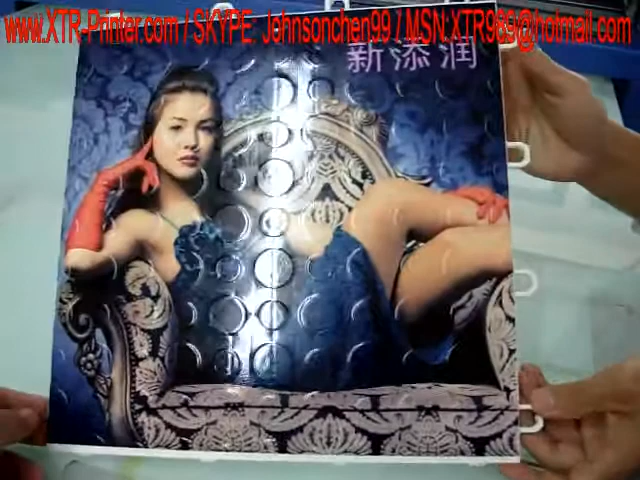 www.XTR-Printer.com / SKYPE: Johnsonchen99 / MSN:XTR989@hotmail.com
新添润